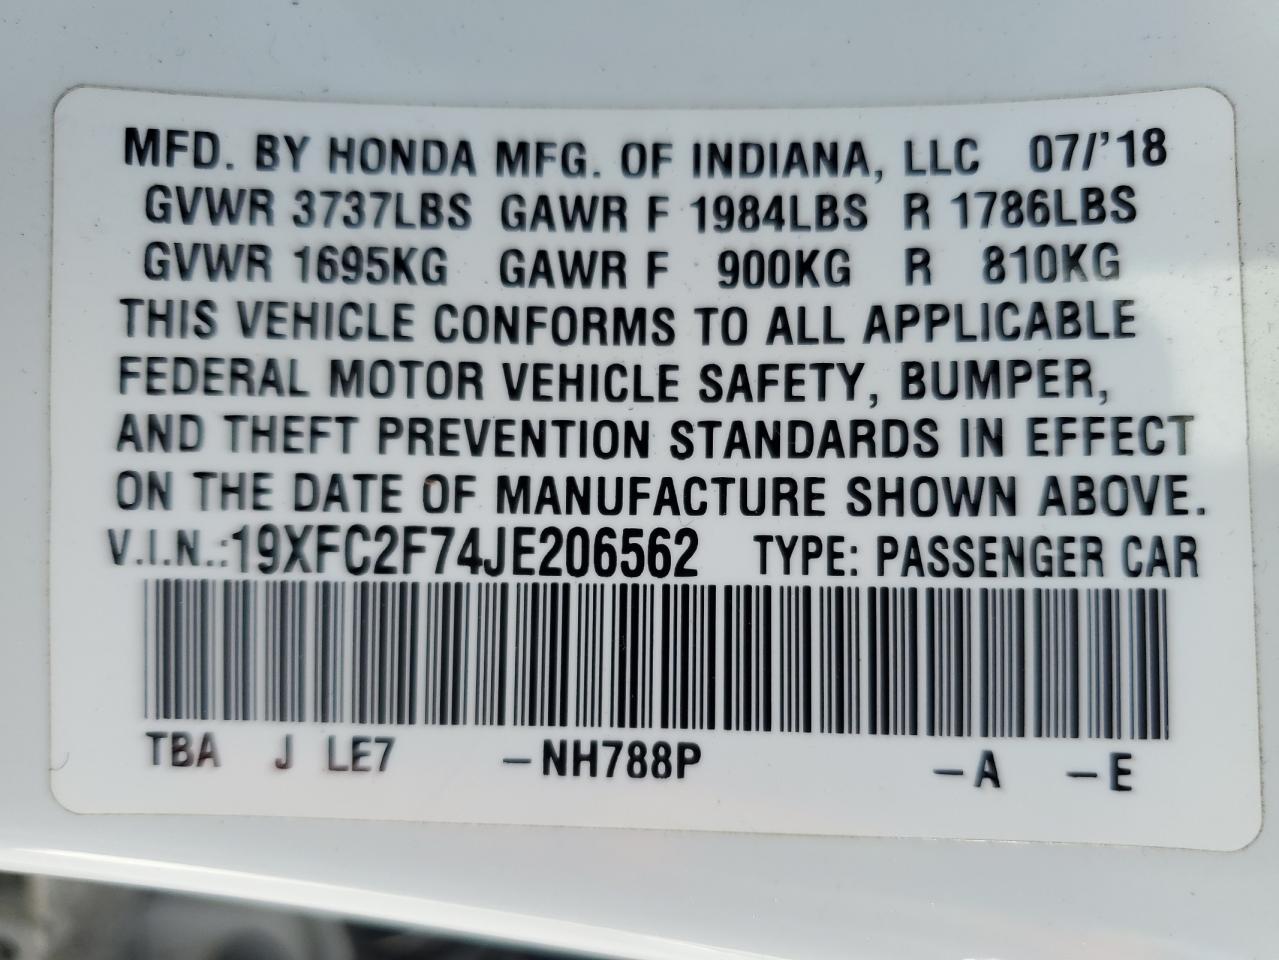 MFD. BY HONDA MFG. OF INDIANA, LLC 07/'18
GVWR 3737LBS GAWR F 1984LBS R 1786LBS
GVWR 1695KG GAWR F 900KG R 810KG
THIS VEHICLE CONFORMS TO ALL APPLICABLE
FEDERAL MOTOR VEHICLE SAFETY, BUMPER,
AND THEFT PREVENTION STANDARDS IN EFFECT
ON THE DATE OF MANUFACTURE SHOWN ABOVE.
V.I.N.:19XFC2F74JE206562 TYPE: PASSENGER CAR
TBA J LE7 -NH788P -A -E